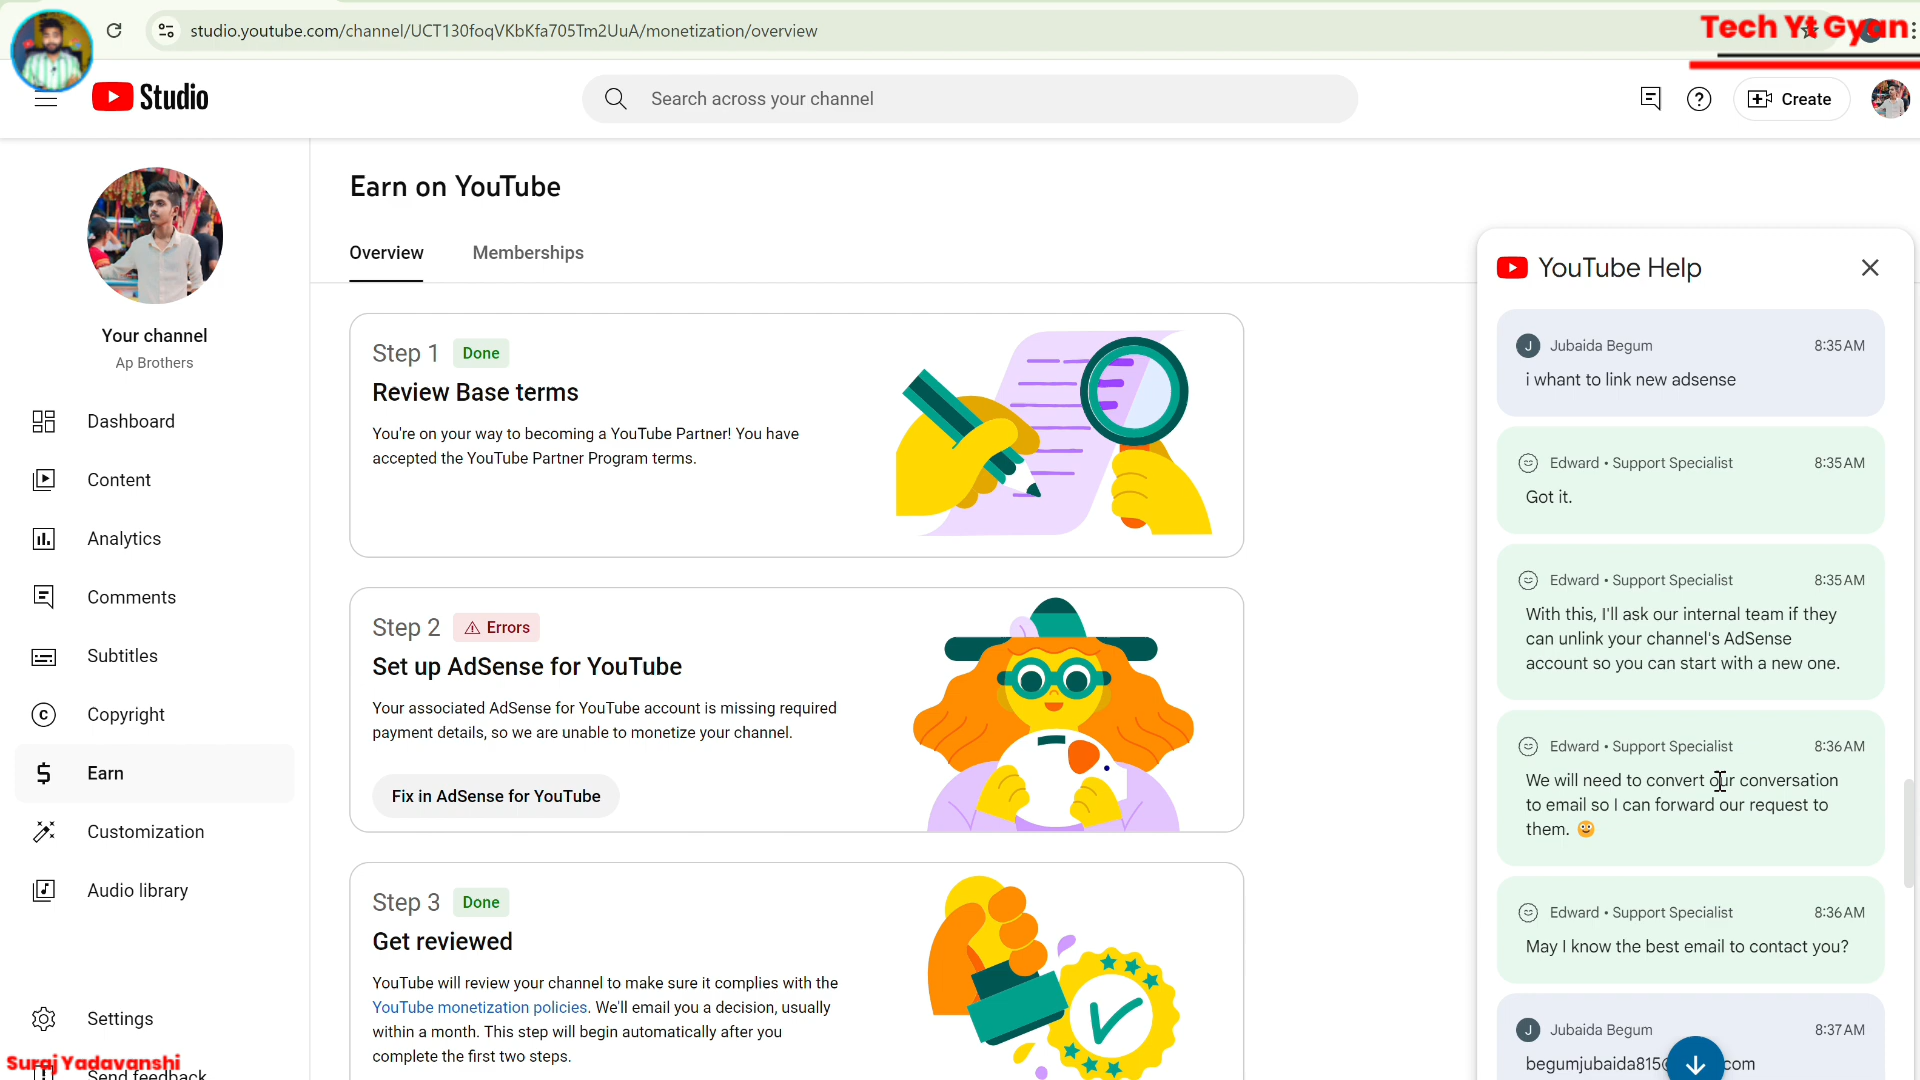 studio.youtube.com/channel/UCT130foqVKbKfa705Tm2UuA/monetization/overview
Tech Yt Gyan
Studio
Search across your channel
Create
Your channel
Ap Brothers
Dashboard
Content
Analytics
Comments
Subtitles
Copyright
Earn
Customization
Audio library
Settings
Send feedback
Suraj Yadavanshi
Earn on YouTube
Overview
Memberships
Step 1 Done
Review Base terms
You're on your way to becoming a YouTube Partner! You have
accepted the YouTube Partner Program terms.
Step 2 Errors
Set up AdSense for YouTube
Your associated AdSense for YouTube account is missing required
payment details, so we are unable to monetize your channel.
Fix in AdSense for YouTube
Step 3 Done
Get reviewed
YouTube will review your channel to make sure it complies with the
YouTube monetization policies. We'll email you a decision, usually
within a month. This step will begin automatically after you
complete the first two steps.
YouTube Help
J Jubaida Begum 8:35 AM
i whant to link new adsense
Edward • Support Specialist 8:35 AM
Got it.
Edward • Support Specialist 8:35 AM
With this, I'll ask our internal team if they
can unlink your channel's AdSense
account so you can start with a new one.
Edward • Support Specialist 8:36 AM
We will need to convert our conversation
to email so I can forward our request to
them.
Edward • Support Specialist 8:36 AM
May I know the best email to contact you?
J Jubaida Begum 8:37 AM
begumjubaida815@ com